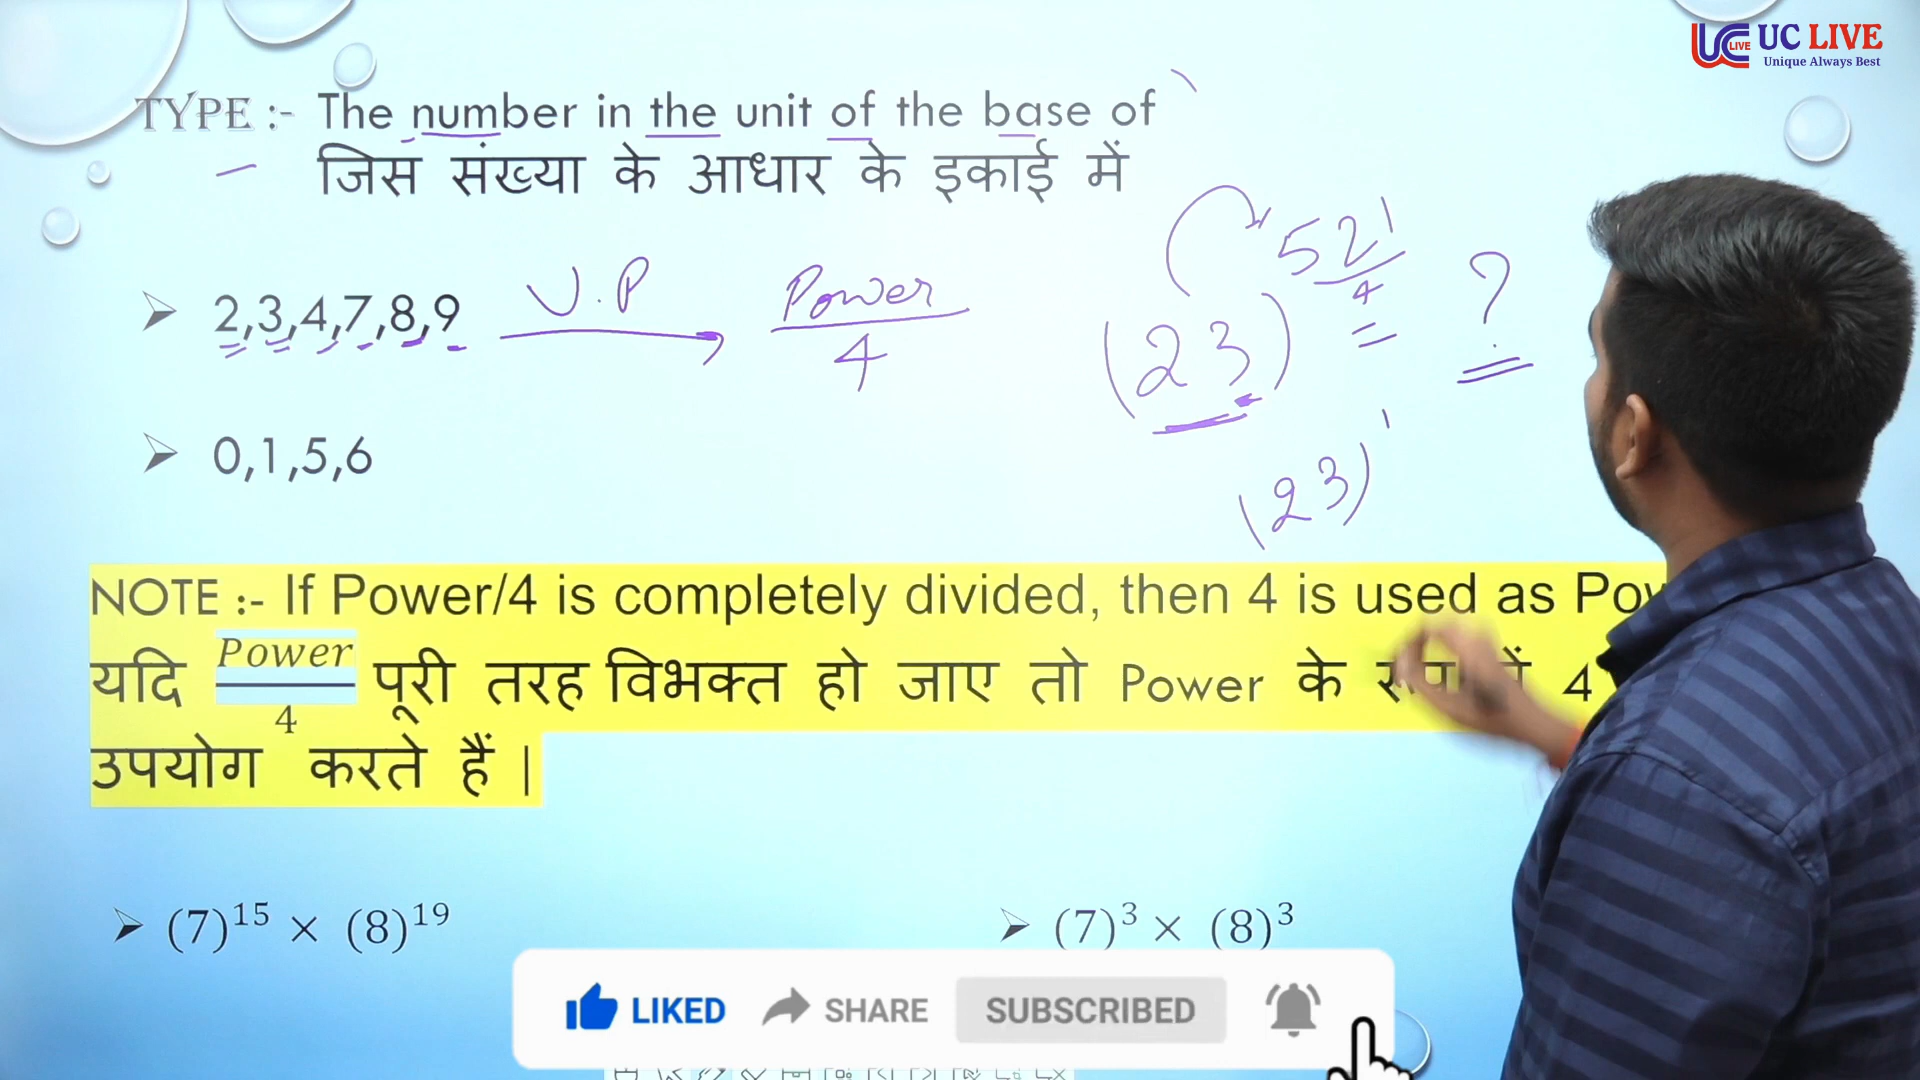 UC LIVE
LIVE
Unique Always Best
TYPE :- The number in the unit of the base of
जिस संख्या के आधार के इकाई में
2,3,4,7,8,9 U.P Power/4
(23)^521/4 = ?
0,1,5,6
(23)^1
NOTE :- If Power/4 is completely divided, then 4 is used as
यदि Power/4 पूरी तरह विभक्त हो जाए तो Power के 4
उपयोग करते हैं |
(7)^15 × (8)^19
(7)^3 × (8)^3
LIKED SHARE SUBSCRIBED